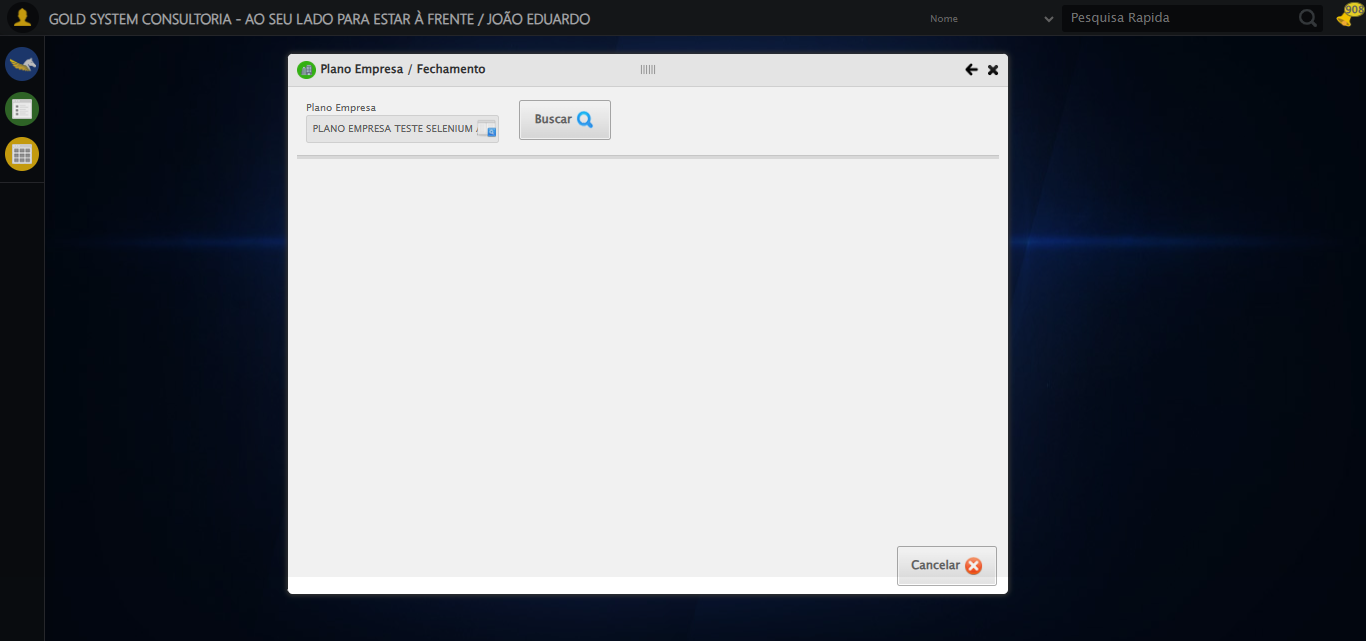 GOLD SYSTEM CONSULTORIA - AO SEU LADO PARA ESTAR À FRENTE / JOÃO EDUARDO
Nome
Pesquisa Rapida
908
Plano Empresa / Fechamento
Plano Empresa
PLANO EMPRESA TESTE SELENIUM
Buscar
Cancelar